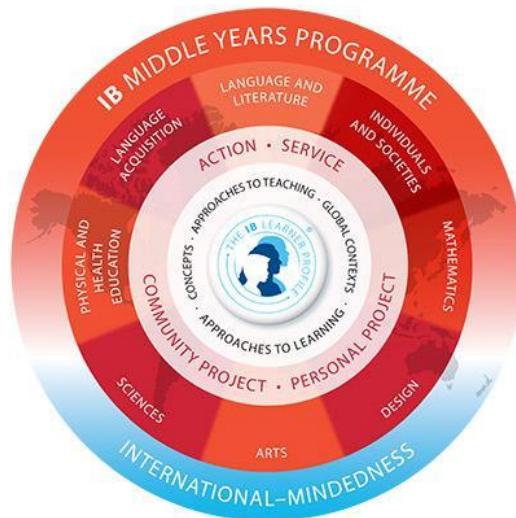 IB MIDDLE YEARS PROGRAMME
LANGUAGE AND
LITERATURE
INDIVIDUALS
AND SOCIETIES
MATHEMATICS
DESIGN
ARTS
SCIENCES
PHYSICAL AND
HEALTH
EDUCATION
LANGUAGE
ACQUISITION
ACTION • SERVICE
COMMUNITY PROJECT • PERSONAL PROJECT
APPROACHES TO TEACHING •
GLOBAL CONTEXTS •
APPROACHES TO LEARNING •
CONCEPTS •
THE IB LEARNER PROFILE ®
INTERNATIONAL–MINDEDNESS